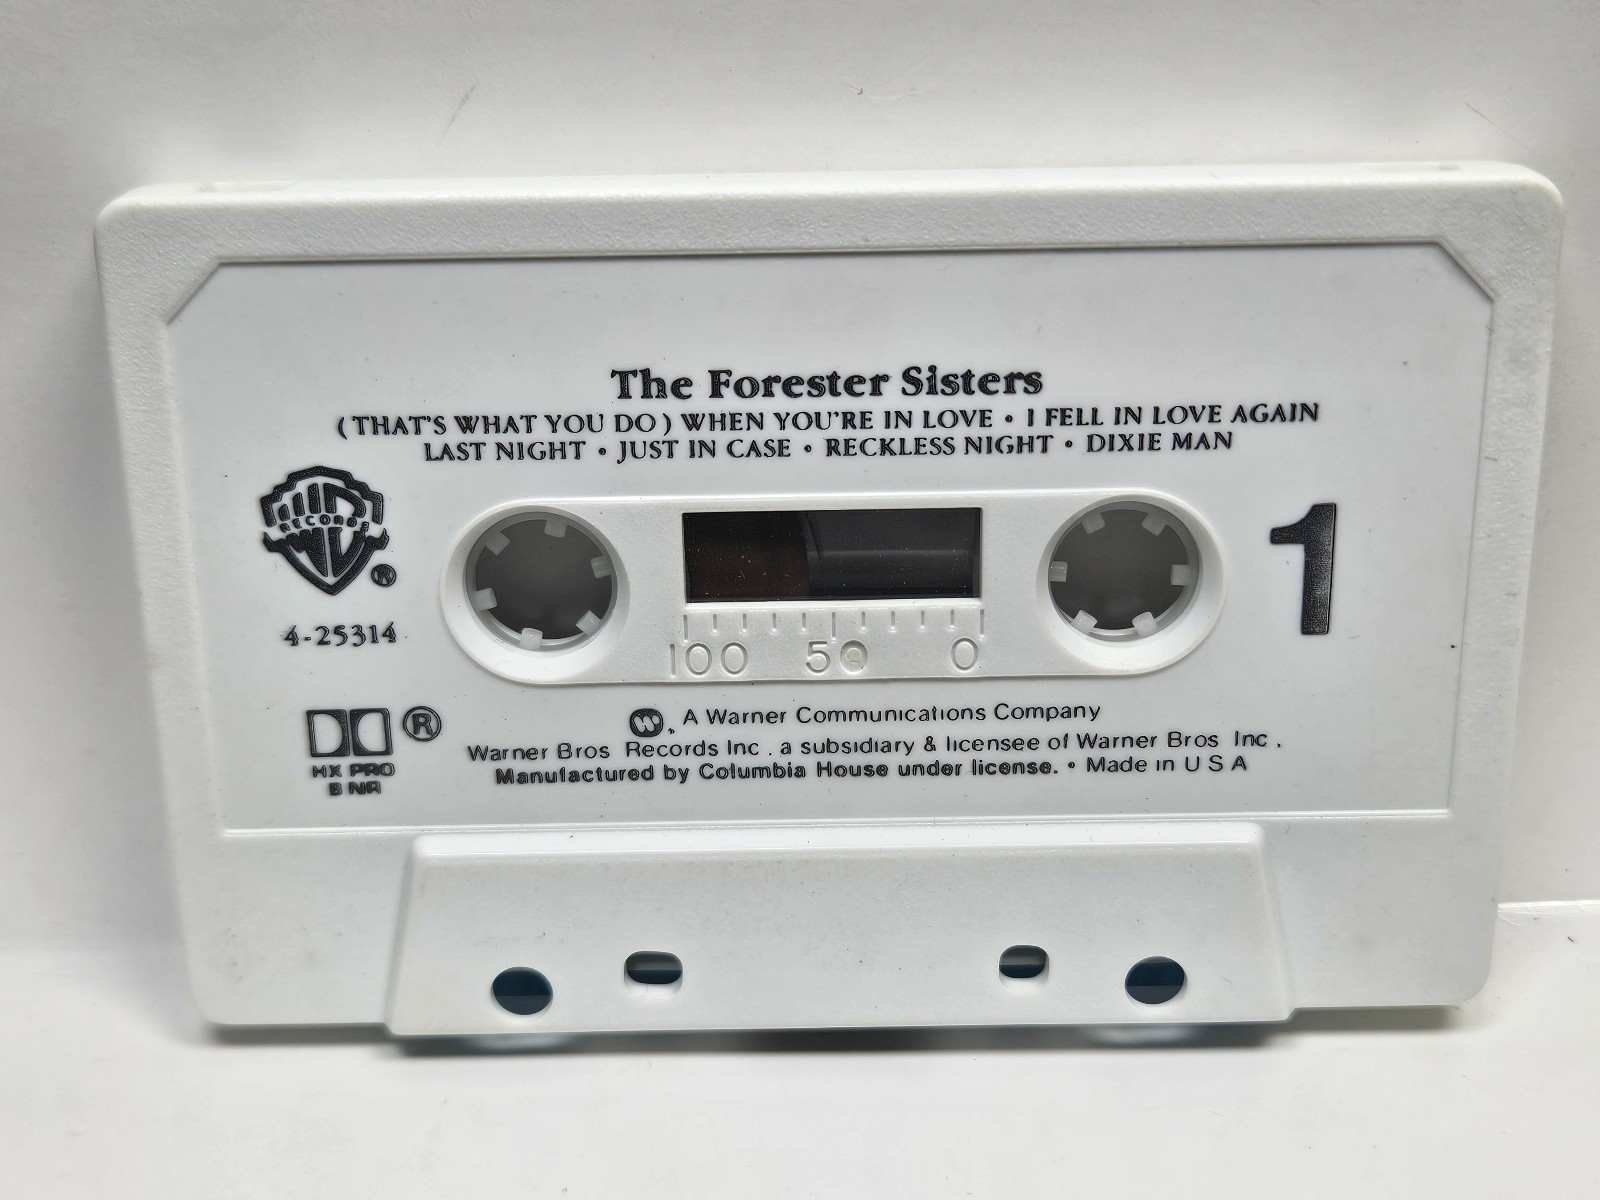 The Forester Sisters
(THAT'S WHAT YOU DO) WHEN YOU'RE IN LOVE • I FELL IN LOVE AGAIN
LAST NIGHT • JUST IN CASE • RECKLESS NIGHT • DIXIE MAN
RECORDS
®
1
4-25314
100 50 0
®
HX PRO
B NR
A Warner Communications Company
Warner Bros Records Inc . a subsidiary & licensee of Warner Bros Inc .
Manufactured by Columbia House under license. • Made in U S A